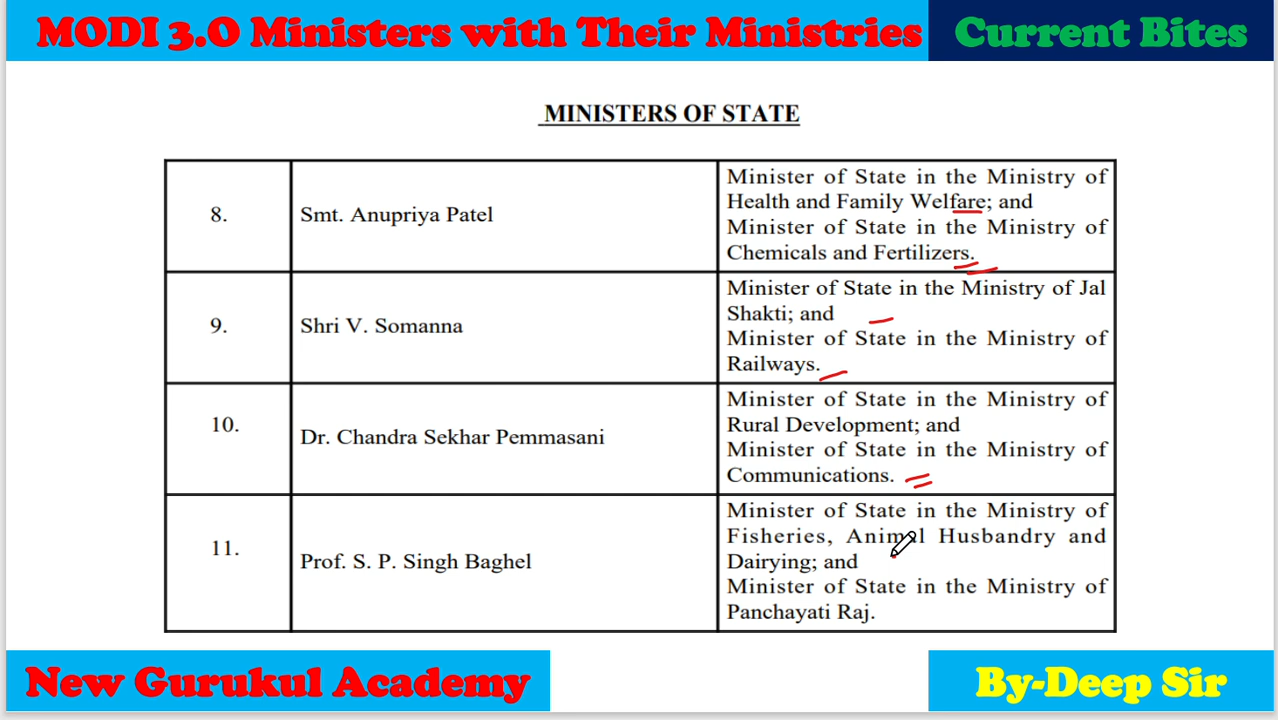 MODI 3.0 Ministers with Their Ministries
Current Bites
MINISTERS OF STATE
8.
Smt. Anupriya Patel
Minister of State in the Ministry of
Health and Family Welfare; and
Minister of State in the Ministry of
Chemicals and Fertilizers.
9.
Shri V. Somanna
Minister of State in the Ministry of Jal
Shakti; and
Minister of State in the Ministry of
Railways.
10.
Dr. Chandra Sekhar Pemmasani
Minister of State in the Ministry of
Rural Development; and
Minister of State in the Ministry of
Communications.
11.
Prof. S. P. Singh Baghel
Minister of State in the Ministry of
Fisheries, Animal Husbandry and
Dairying; and
Minister of State in the Ministry of
Panchayati Raj.
New Gurukul Academy
By-Deep Sir